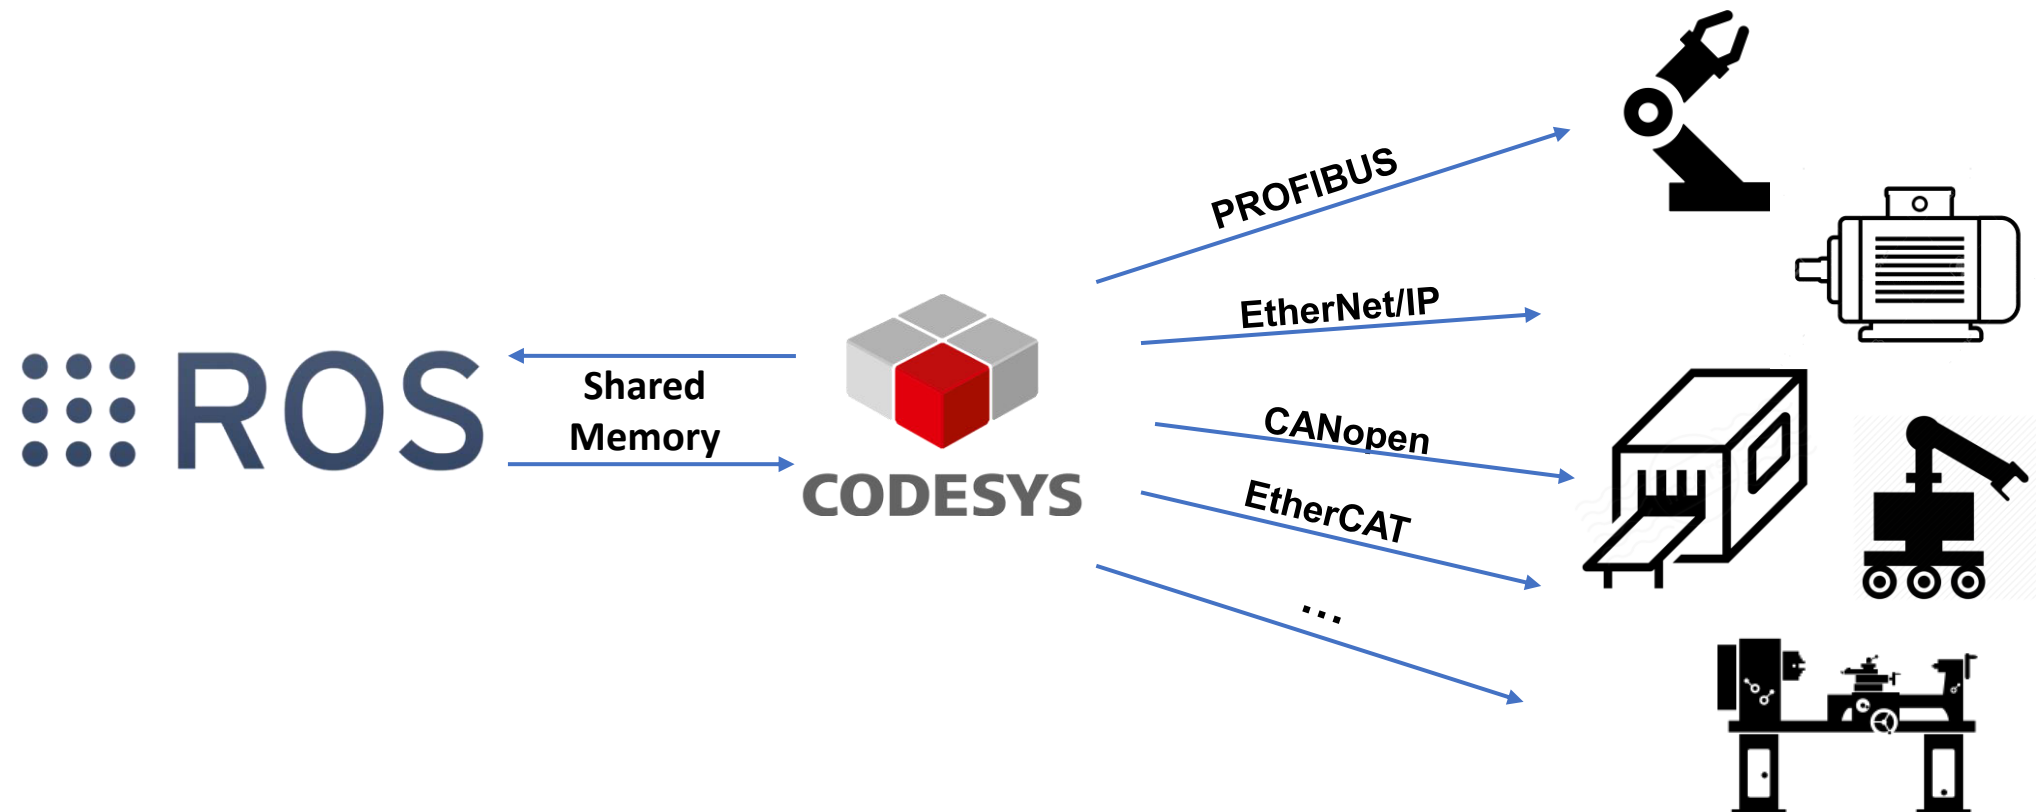 ROS
Shared
Memory
CODESYS
PROFIBUS
EtherNet/IP
CANopen
EtherCAT
...